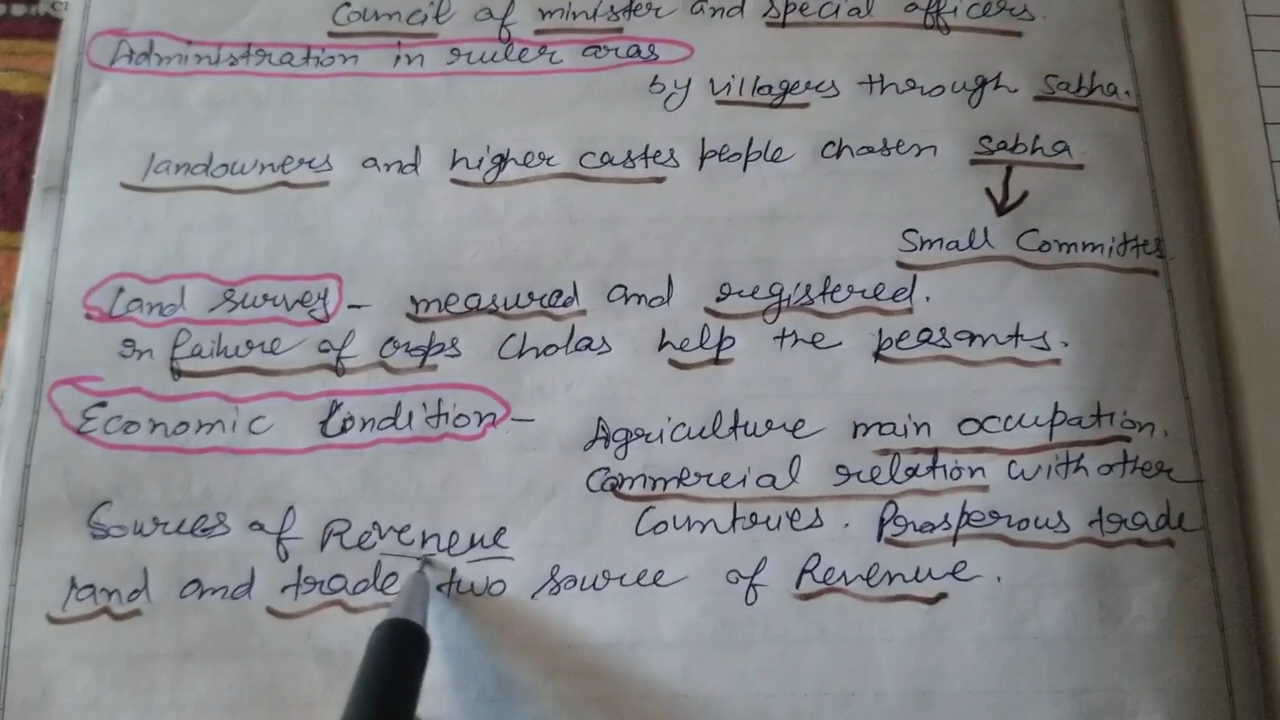 Council of minister and special officers.
Administration in ruler aras
by villagers through sabha.
landowners and higher castes people chosen sabha
Small Committes.
Land survey - measured and registered.
In failure of crops Cholas help the peasants.
Economic Condition - Agriculture main occupation.
Commercial relation with other
Countries. Prosperous trade
Sources of Revenue
land and trade two source of Revenue.